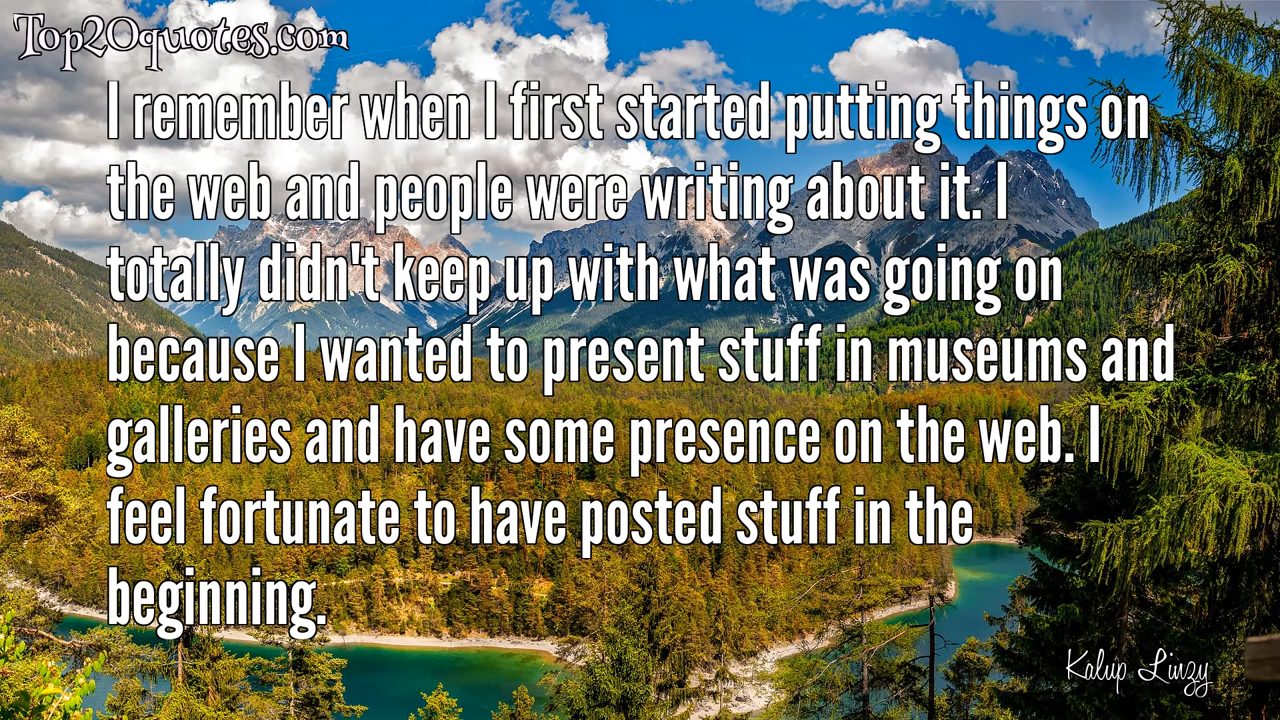 Top20quotes.com
I remember when I first started putting things on
the web and people were writing about it. I
totally didn't keep up with what was going on
because I wanted to present stuff in museums and
galleries and have some presence on the web. I
feel fortunate to have posted stuff in the
beginning.
Kalup Linzy